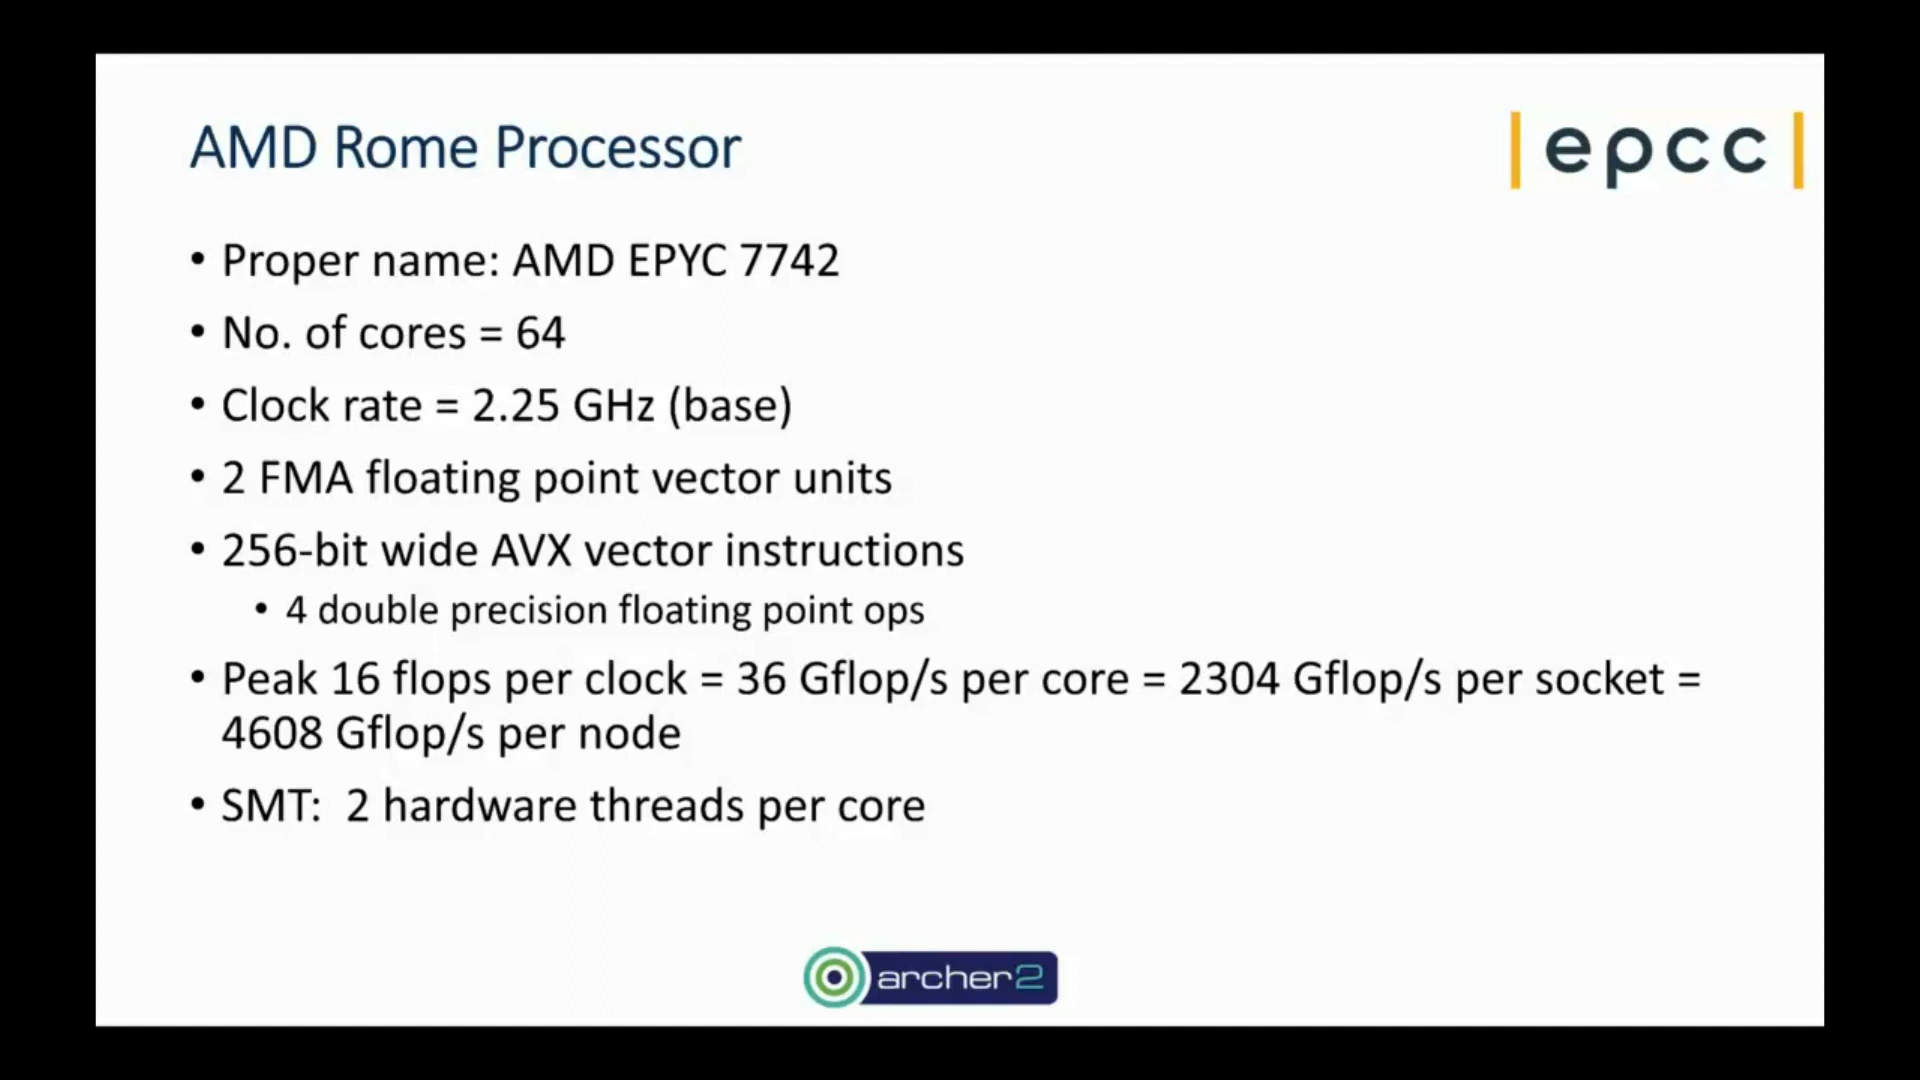 AMD Rome Processor
| epcc |
• Proper name: AMD EPYC 7742
• No. of cores = 64
• Clock rate = 2.25 GHz (base)
• 2 FMA floating point vector units
• 256-bit wide AVX vector instructions
• 4 double precision floating point ops
• Peak 16 flops per clock = 36 Gflop/s per core = 2304 Gflop/s per socket =
4608 Gflop/s per node
• SMT:  2 hardware threads per core
archer2